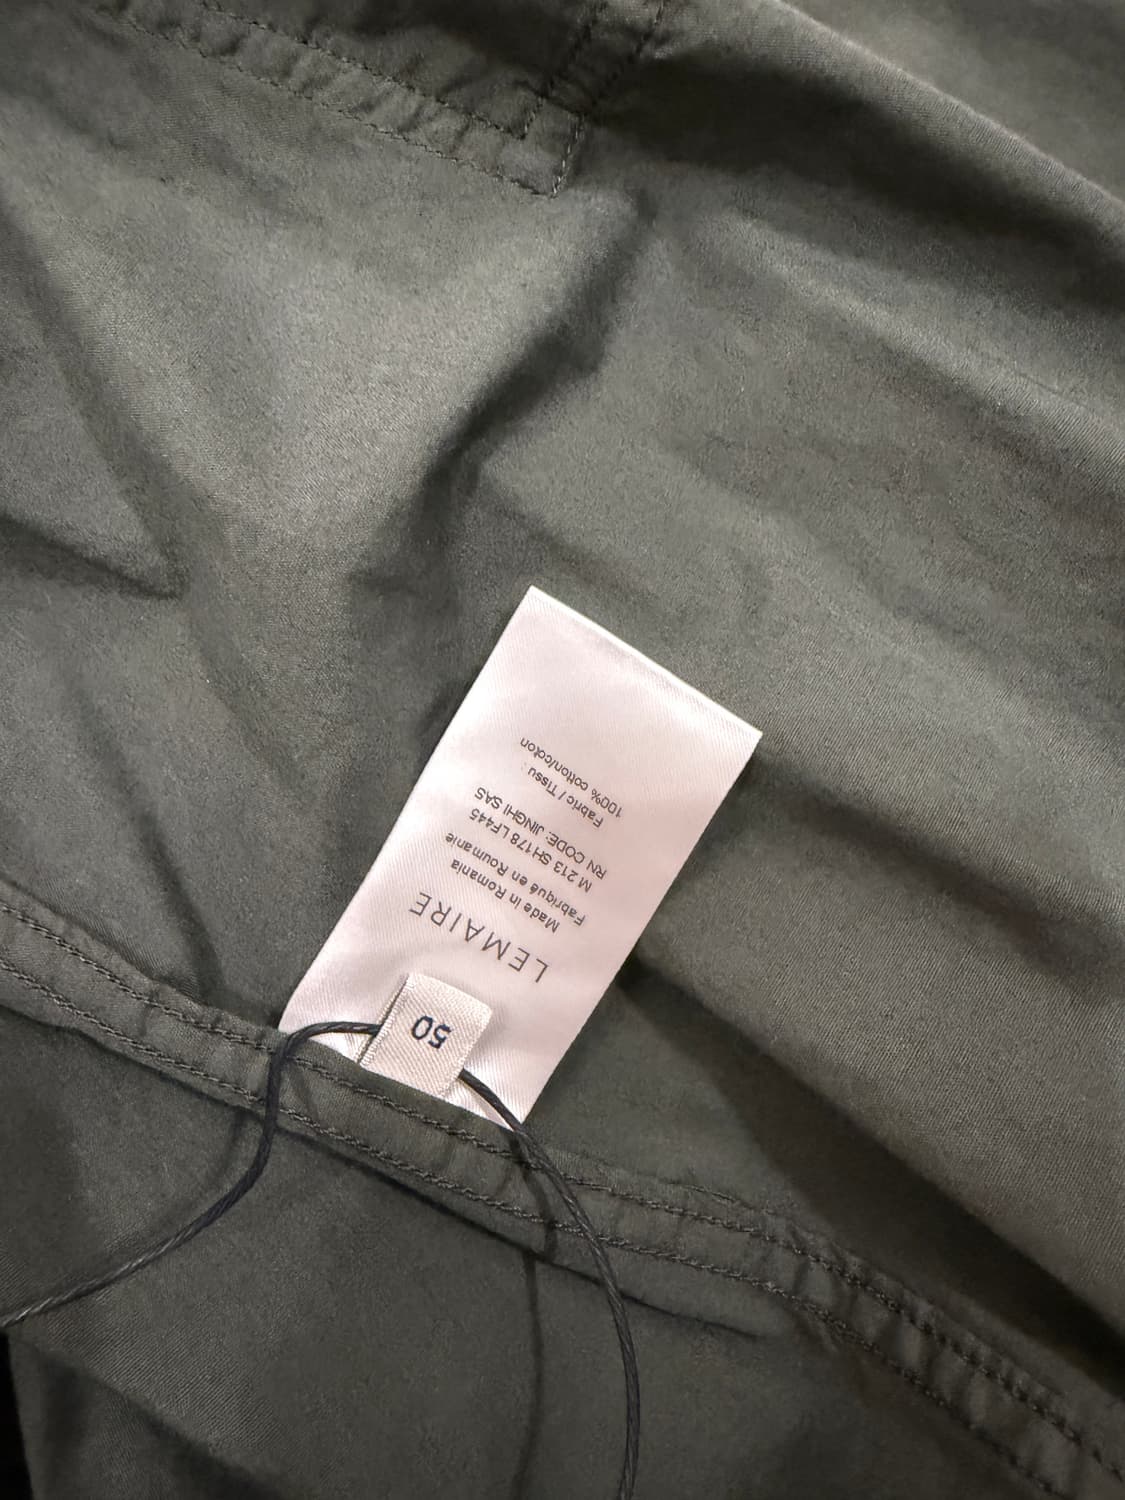 50
LEMAIRE
Made in Romania
Fabriqué en Roumanie
M 213 SH178 LF445
RN CODE: JINGHI SAS
Fabric / Tissu :
100% cotton/coton